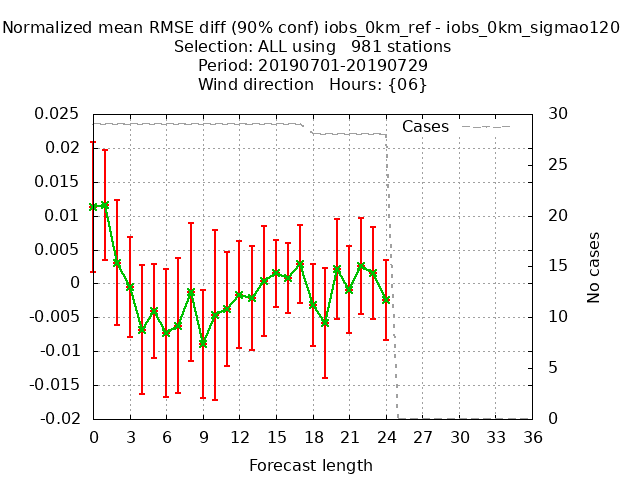 Normalized mean RMSE diff (90% conf) iobs_0km_ref - iobs_0km_sigmao120
Selection: ALL using   981 stations
Period: 20190701-20190729
Wind direction   Hours: {06}
Cases
0.025
0.02
0.015
0.01
0.005
0
-0.005
-0.01
-0.015
-0.02
30
25
20
15
10
5
0
No cases
0 3 6 9 12 15 18 21 24 27 30 33 36
Forecast length